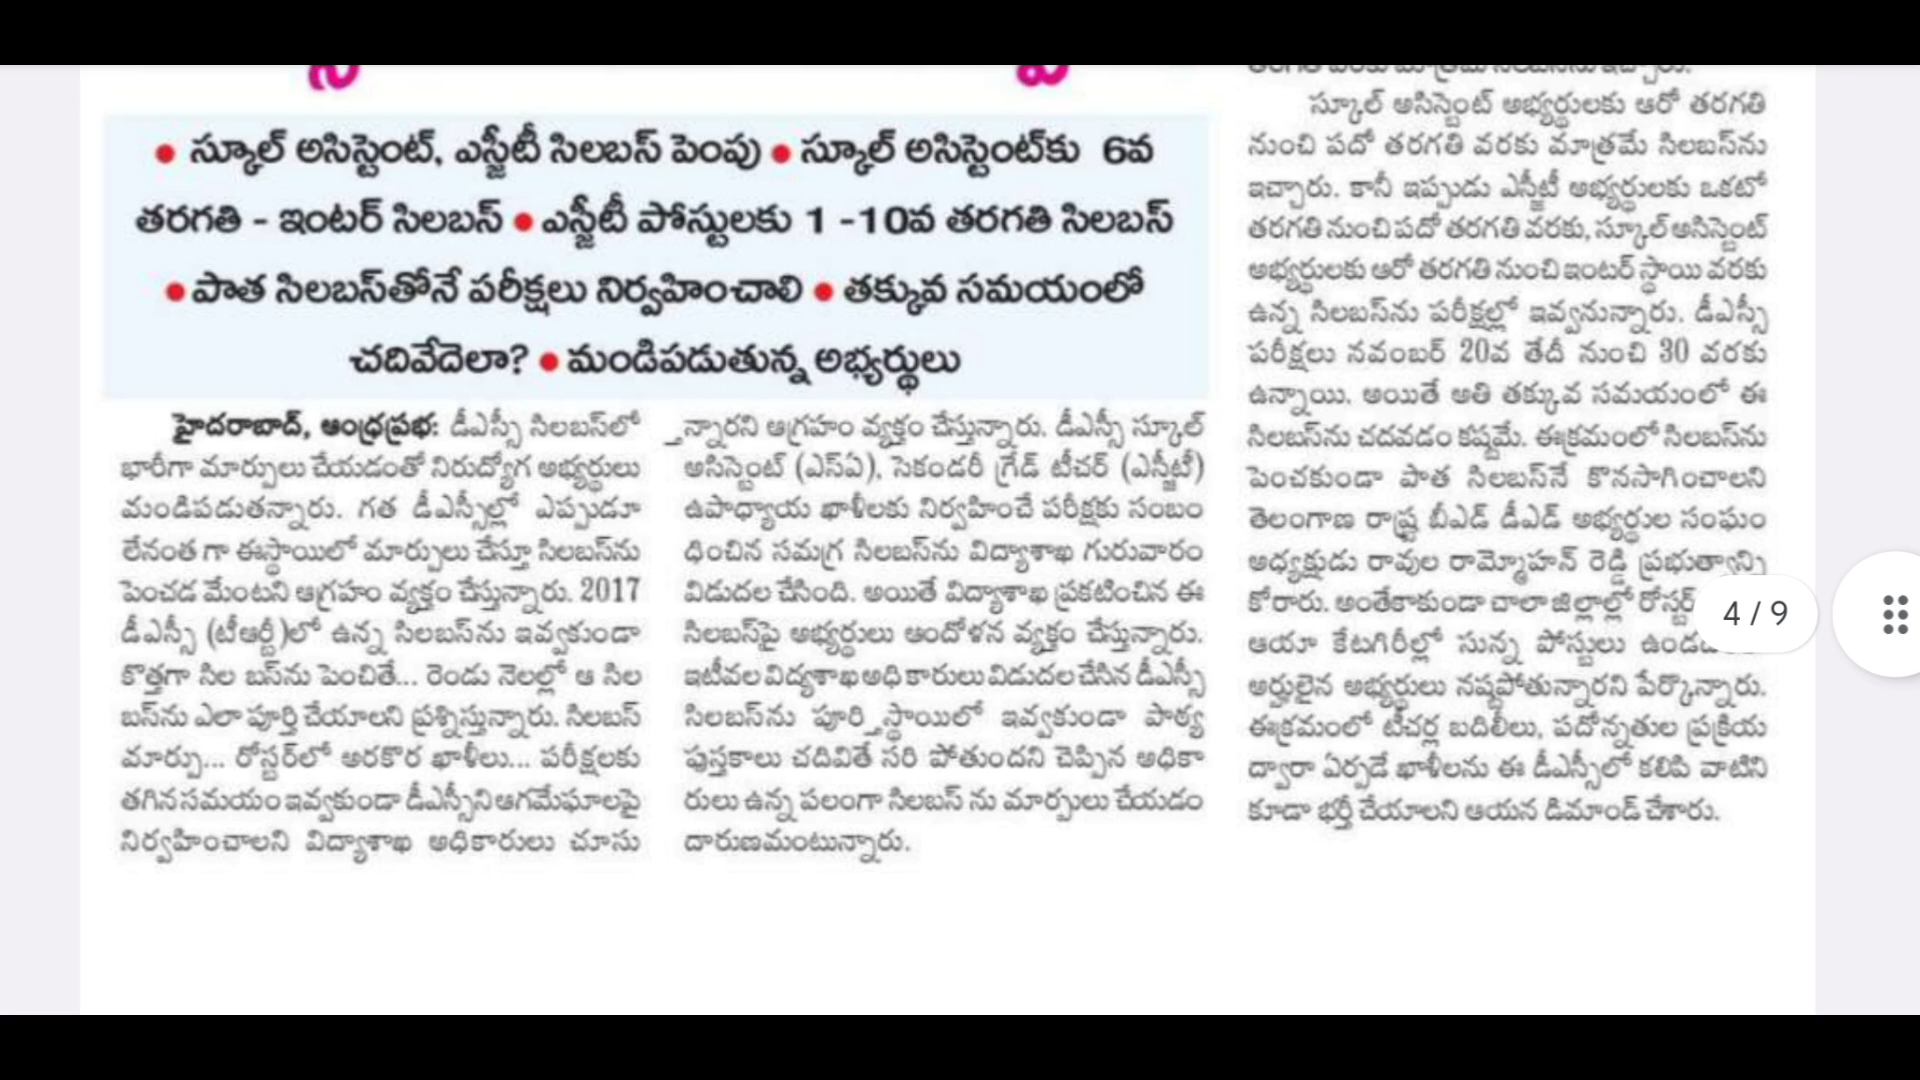 • స్కూల్ అసిస్టెంట్, ఎస్జీటీ సిలబస్ పెంపు • స్కూల్ అసిస్టెంట్‌కు 6వ
తరగతి - ఇంటర్ సిలబస్ • ఎస్జీటీ పోస్టులకు 1 -10వ తరగతి సిలబస్
• పాత సిలబస్‌తోనే పరీక్షలు నిర్వహించాలి • తక్కువ సమయంలో
చదివేదెలా? • మండిపడుతున్న అభ్యర్థులు
హైదరాబాద్, ఆంధ్రప్రభ: డీఎస్సీ సిలబస్‌లో
భారీగా మార్పులు చేయడంతో నిరుద్యోగ అభ్యర్థులు
మండిపడుతన్నారు. గత డీఎస్సీల్లో ఎప్పుడూ
లేనంత గా ఈస్థాయిలో మార్పులు చేస్తూ సిలబస్‌ను
పెంచడ మేంటని ఆగ్రహం వ్యక్తం చేస్తున్నారు. 2017
డీఎస్సీ (టీఆర్టీ)లో ఉన్న సిలబస్‌ను ఇవ్వకుండా
కొత్తగా సిల బస్‌ను పెంచితే... రెండు నెలల్లో ఆ సిల
బస్‌ను ఎలా పూర్తి చేయాలని ప్రశ్నిస్తున్నారు. సిలబస్
మార్పు... రోస్టర్‌లో అరకొర ఖాళీలు... పరీక్షలకు
తగిన సమయం ఇవ్వకుండా డీఎస్సీని ఆగమేఘాలపై
నిర్వహించాలని విద్యాశాఖ అధికారులు చూసు
్తన్నారని ఆగ్రహం వ్యక్తం చేస్తున్నారు. డీఎస్సీ స్కూల్
అసిస్టెంట్ (ఎస్ఏ), సెకండరీ గ్రేడ్ టీచర్ (ఎస్జీటీ)
ఉపాధ్యాయ ఖాళీలకు నిర్వహించే పరీక్షకు సంబం
ధించిన సమగ్ర సిలబస్‌ను విద్యాశాఖ గురువారం
విడుదల చేసింది. అయితే విద్యాశాఖ ప్రకటించిన ఈ
సిలబస్‌పై అభ్యర్థులు ఆందోళన వ్యక్తం చేస్తున్నారు.
ఇటీవల విద్యశాఖ అధి కారులు విడుదల చేసిన డీఎస్సీ
సిలబస్‌ను పూర్తి స్థాయిలో ఇవ్వకుండా పాఠ్య
పుస్తకాలు చదివితే సరి పోతుందని చెప్పిన అధికా
రులు ఉన్న పలంగా సిలబస్ ను మార్పులు చేయడం
దారుణమంటున్నారు.
స్కూల్ అసిస్టెంట్ అభ్యర్థులకు ఆరో తరగతి
నుంచి పదో తరగతి వరకు మాత్రమే సిలబస్‌ను
ఇచ్చారు. కానీ ఇప్పుడు ఎస్జీటీ అభ్యర్థులకు ఒకటో
తరగతి నుంచి పదో తరగతి వరకు, స్కూల్ అసిస్టెంట్
అభ్యర్థులకు ఆరో తరగతి నుంచి ఇంటర్ స్థాయి వరకు
ఉన్న సిలబస్‌ను పరీక్షల్లో ఇవ్వనున్నారు. డీఎస్సీ
పరీక్షలు నవంబర్ 20వ తేదీ నుంచి 30 వరకు
ఉన్నాయి. అయితే అతి తక్కువ సమయంలో ఈ
సిలబస్‌ను చదవడం కష్టమే. ఈక్రమంలో సిలబస్‌ను
పెంచకుండా పాత సిలబస్‌నే కొనసాగించాలని
తెలంగాణ రాష్ట్ర బీఎడ్ డీఎడ్ అభ్యర్థుల సంఘం
అధ్యక్షుడు రావుల రామ్మోహన్ రెడ్డి ప్రభుత్వాన్ని
కోరారు. అంతేకాకుండా చాలా జిల్లాల్లో రోస్టర్
4 / 9
ఆయా కేటగిరీల్లో సున్న పోస్టులు
అర్హులైన అభ్యర్థులు నష్టపోతున్నారని పేర్కొన్నారు.
ఈక్రమంలో టీచర్ల బదిలీలు, పదోన్నతుల ప్రక్రియ
ద్వారా ఏర్పడే ఖాళీలను ఈ డీఎస్సీలో కలిపి వాటిని
కూడా భర్తీ చేయాలని ఆయన డిమాండ్ చేశారు.